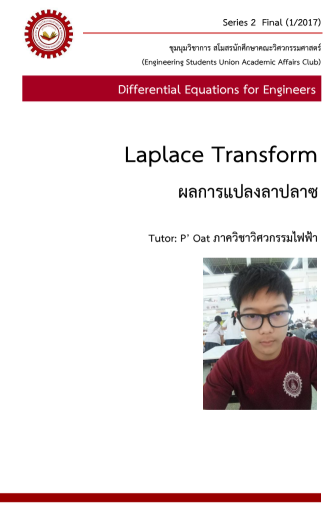 Series 2  Final (1/2017)
ชุมนุมวิชาการ สโมสรนักศึกษาคณะวิศวกรรมศาสตร์
(Engineering Students Union Academic Affairs Club)
Differential Equations for Engineers
Laplace Transform
ผลการแปลงลาปลาซ
Tutor: P' Oat ภาควิชาวิศวกรรมไฟฟ้า